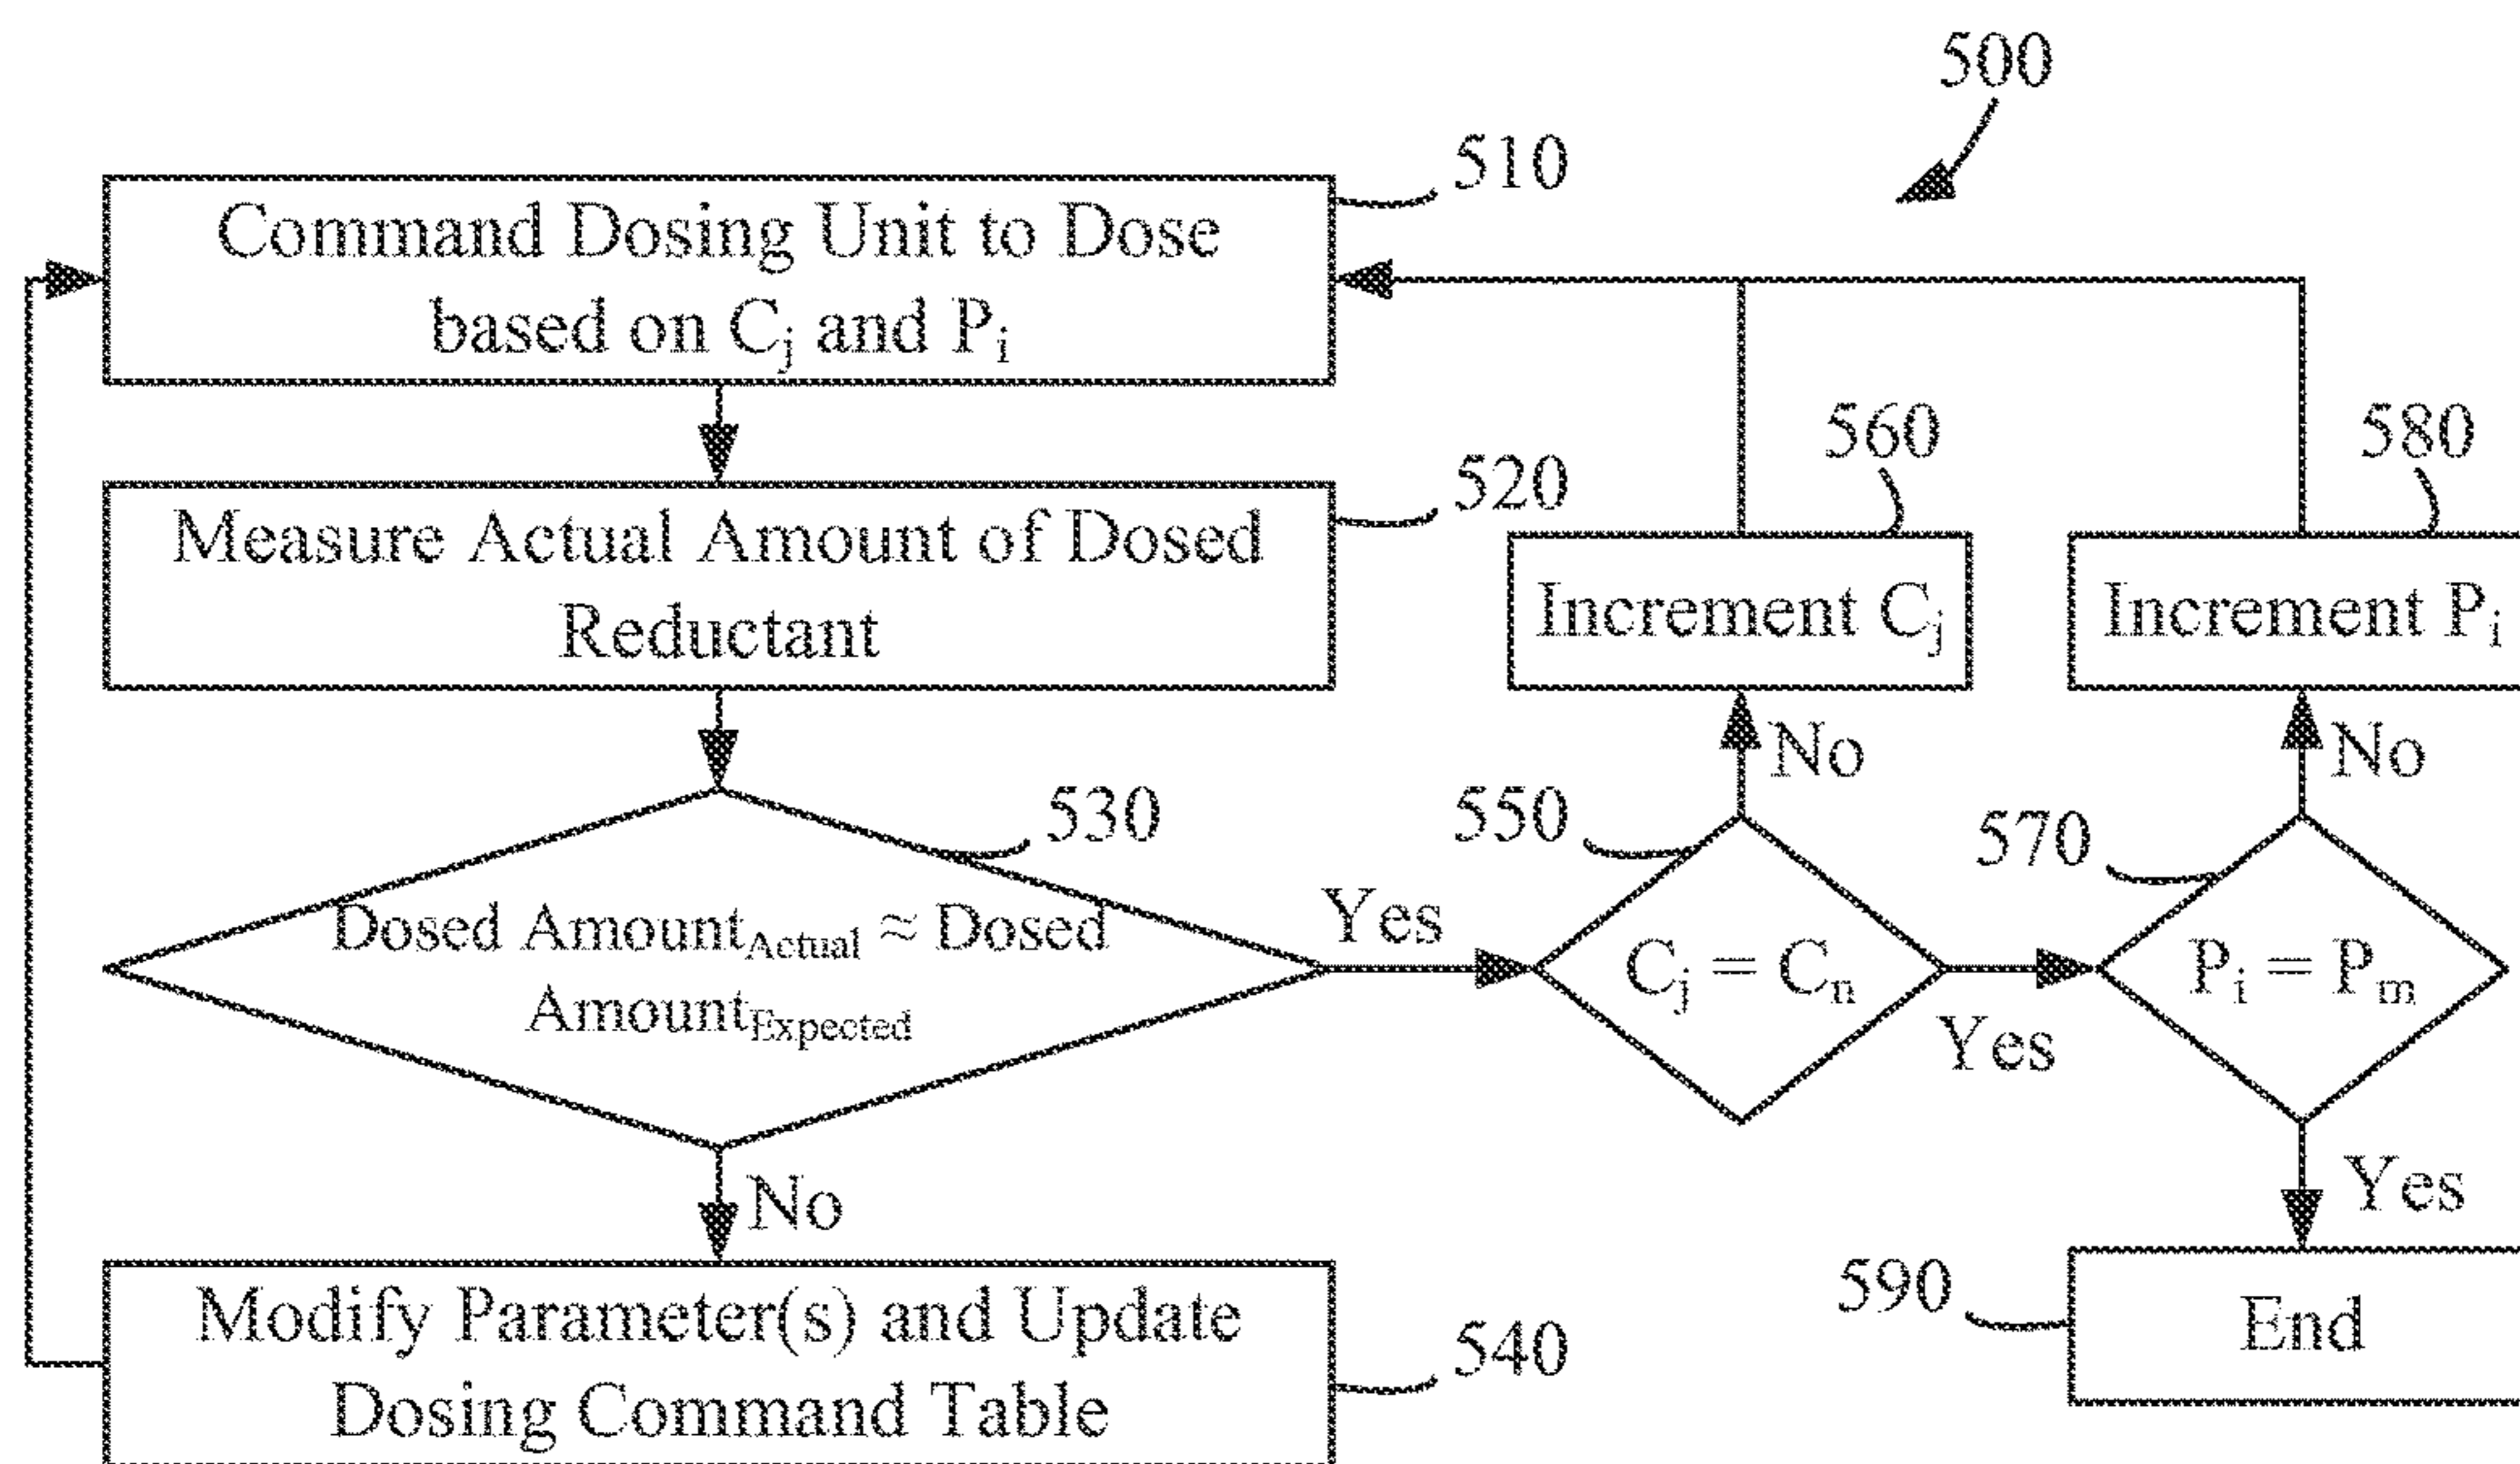 500
510
Command Dosing Unit to Dose
based on Cj and Pi
520
Measure Actual Amount of Dosed
Reductant
560
580
Increment Cj
Increment Pi
No
No
530
Dosed AmountActual ≈ Dosed
AmountExpected
Yes
550
Cj = Cn
Yes
570
Pi = Pm
No
Yes
540
Modify Parameter(s) and Update
Dosing Command Table
590
End